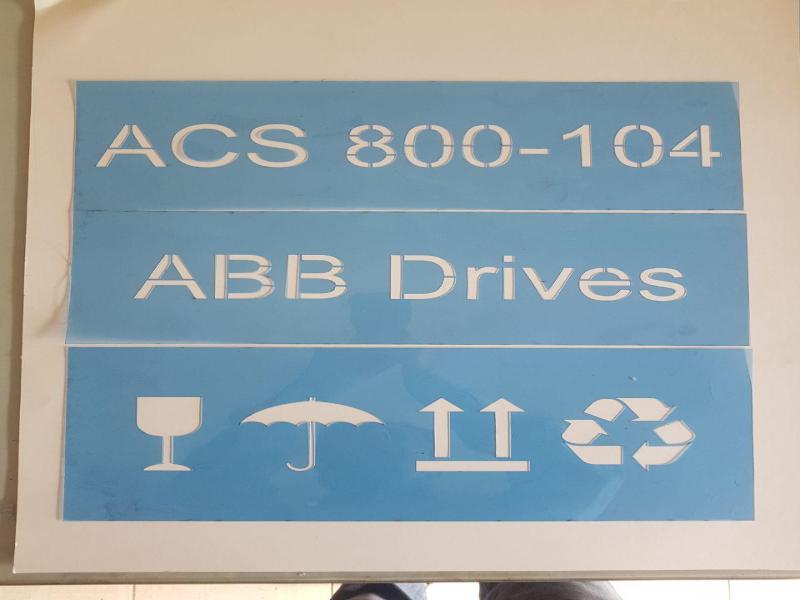 ACS 800-104
ABB Drives